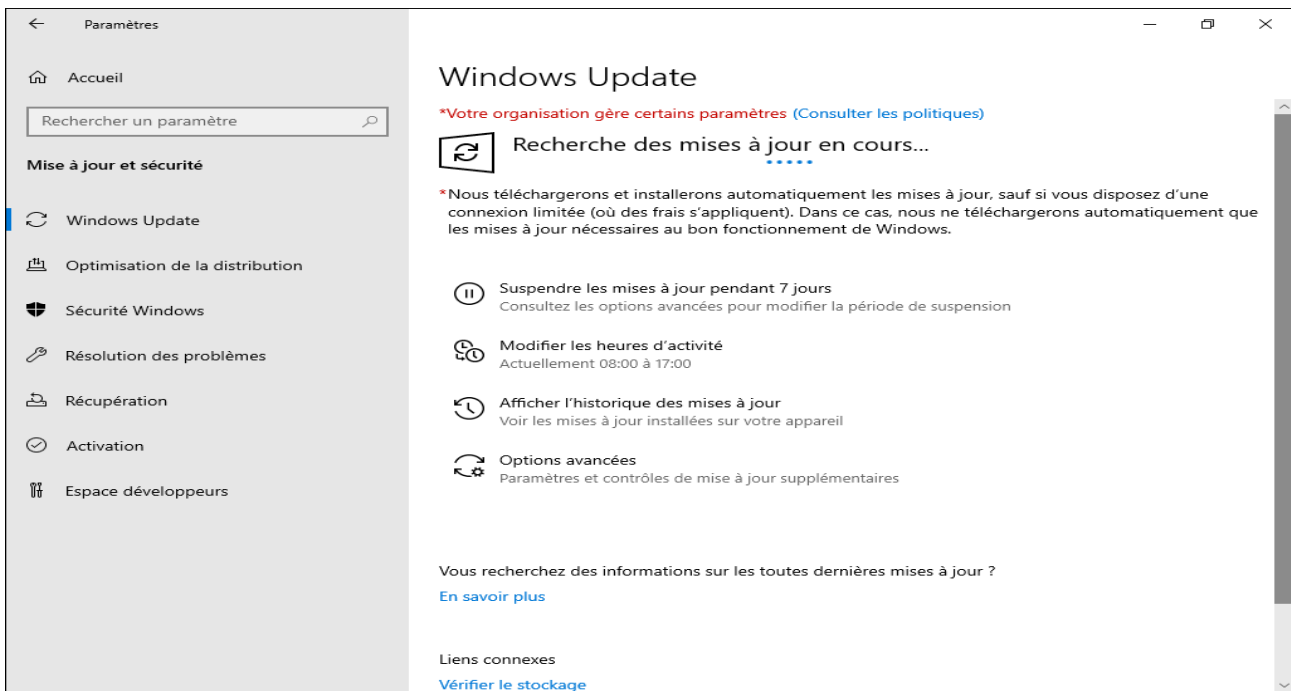 Paramètres
Accueil
Rechercher un paramètre
Mise à jour et sécurité
Windows Update
Optimisation de la distribution
Sécurité Windows
Résolution des problèmes
Récupération
Activation
Espace développeurs
Windows Update
*Votre organisation gère certains paramètres (Consulter les politiques)
Recherche des mises à jour en cours...
*Nous téléchargerons et installerons automatiquement les mises à jour, sauf si vous disposez d’une
connexion limitée (où des frais s’appliquent). Dans ce cas, nous ne téléchargerons automatiquement que
les mises à jour nécessaires au bon fonctionnement de Windows.
Suspendre les mises à jour pendant 7 jours
Consultez les options avancées pour modifier la période de suspension
Modifier les heures d’activité
Actuellement 08:00 à 17:00
Afficher l’historique des mises à jour
Voir les mises à jour installées sur votre appareil
Options avancées
Paramètres et contrôles de mise à jour supplémentaires
Vous recherchez des informations sur les toutes dernières mises à jour ?
En savoir plus
Liens connexes
Vérifier le stockage